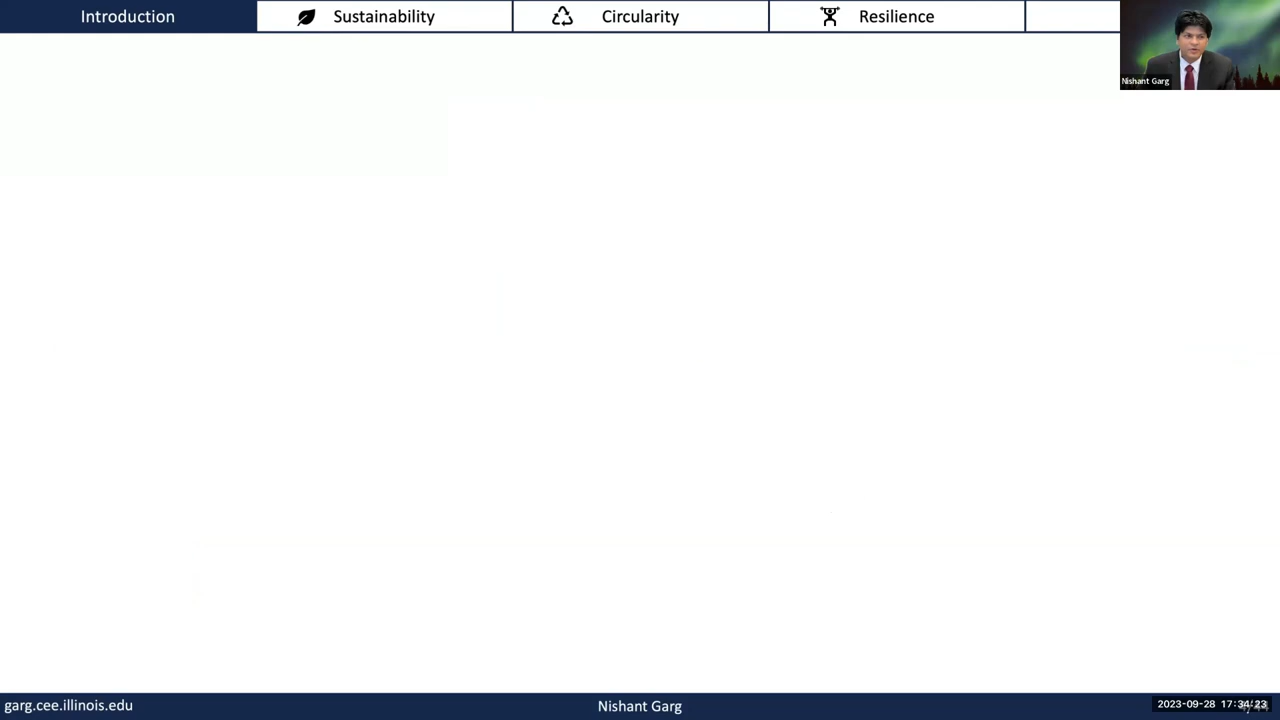 Introduction
Sustainability
Circularity
Resilience
Nishant Garg
garg.cee.illinois.edu
Nishant Garg
2023-09-28 17:34:23